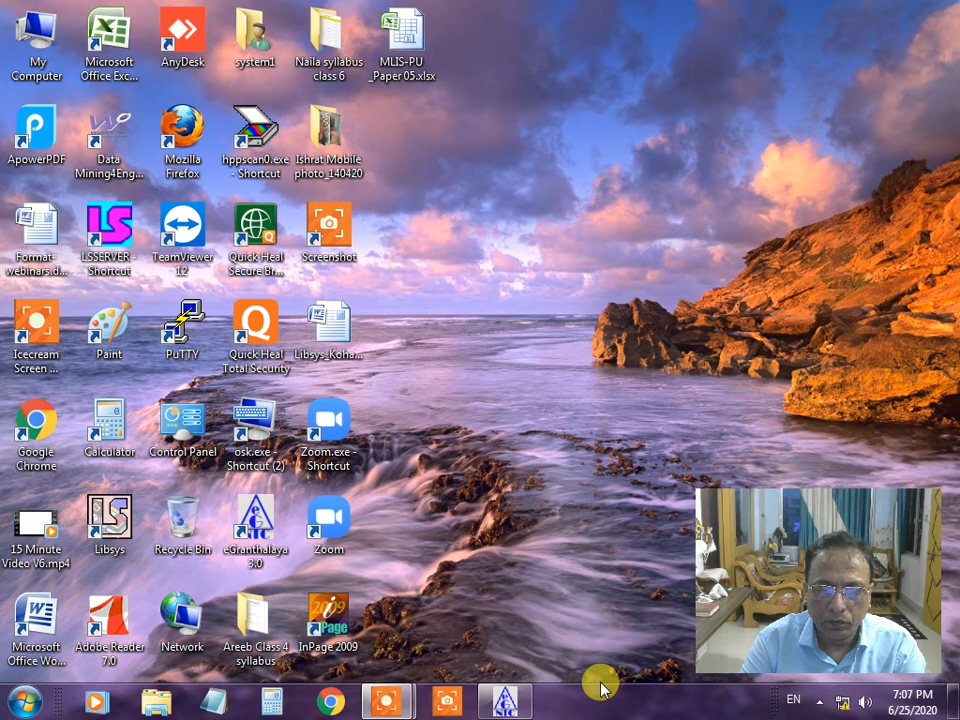 My
Computer
Microsoft
Office Exc...
AnyDesk
system1
Naila syllabus
class 6
MLIS-PU
_Paper 05.xlsx
ApowerPDF
Data
Mining4Eng...
Mozilla
Firefox
hppscan0.exe
- Shortcut
Ishrat Mobile
photo_140420
Format-
webinars.d...
LSSERVER -
Shortcut
TeamViewer
12
Quick Heal
Secure Br...
Screenshot
Icecream
Screen ...
Paint
PuTTY
Quick Heal
Total Security
Libsys_Koha...
Google
Chrome
Calculator
Control Panel
osk.exe -
Shortcut (2)
Zoom.exe -
Shortcut
15 Minute
Video V6.mp4
Libsys
Recycle Bin
eGranthalaya
3.0
Zoom
Microsoft
Office Wo...
Adobe Reader
7.0
Network
Areeb Class 4
syllabus
2009
InPage
InPage 2009
EN
7:07 PM
6/25/2020